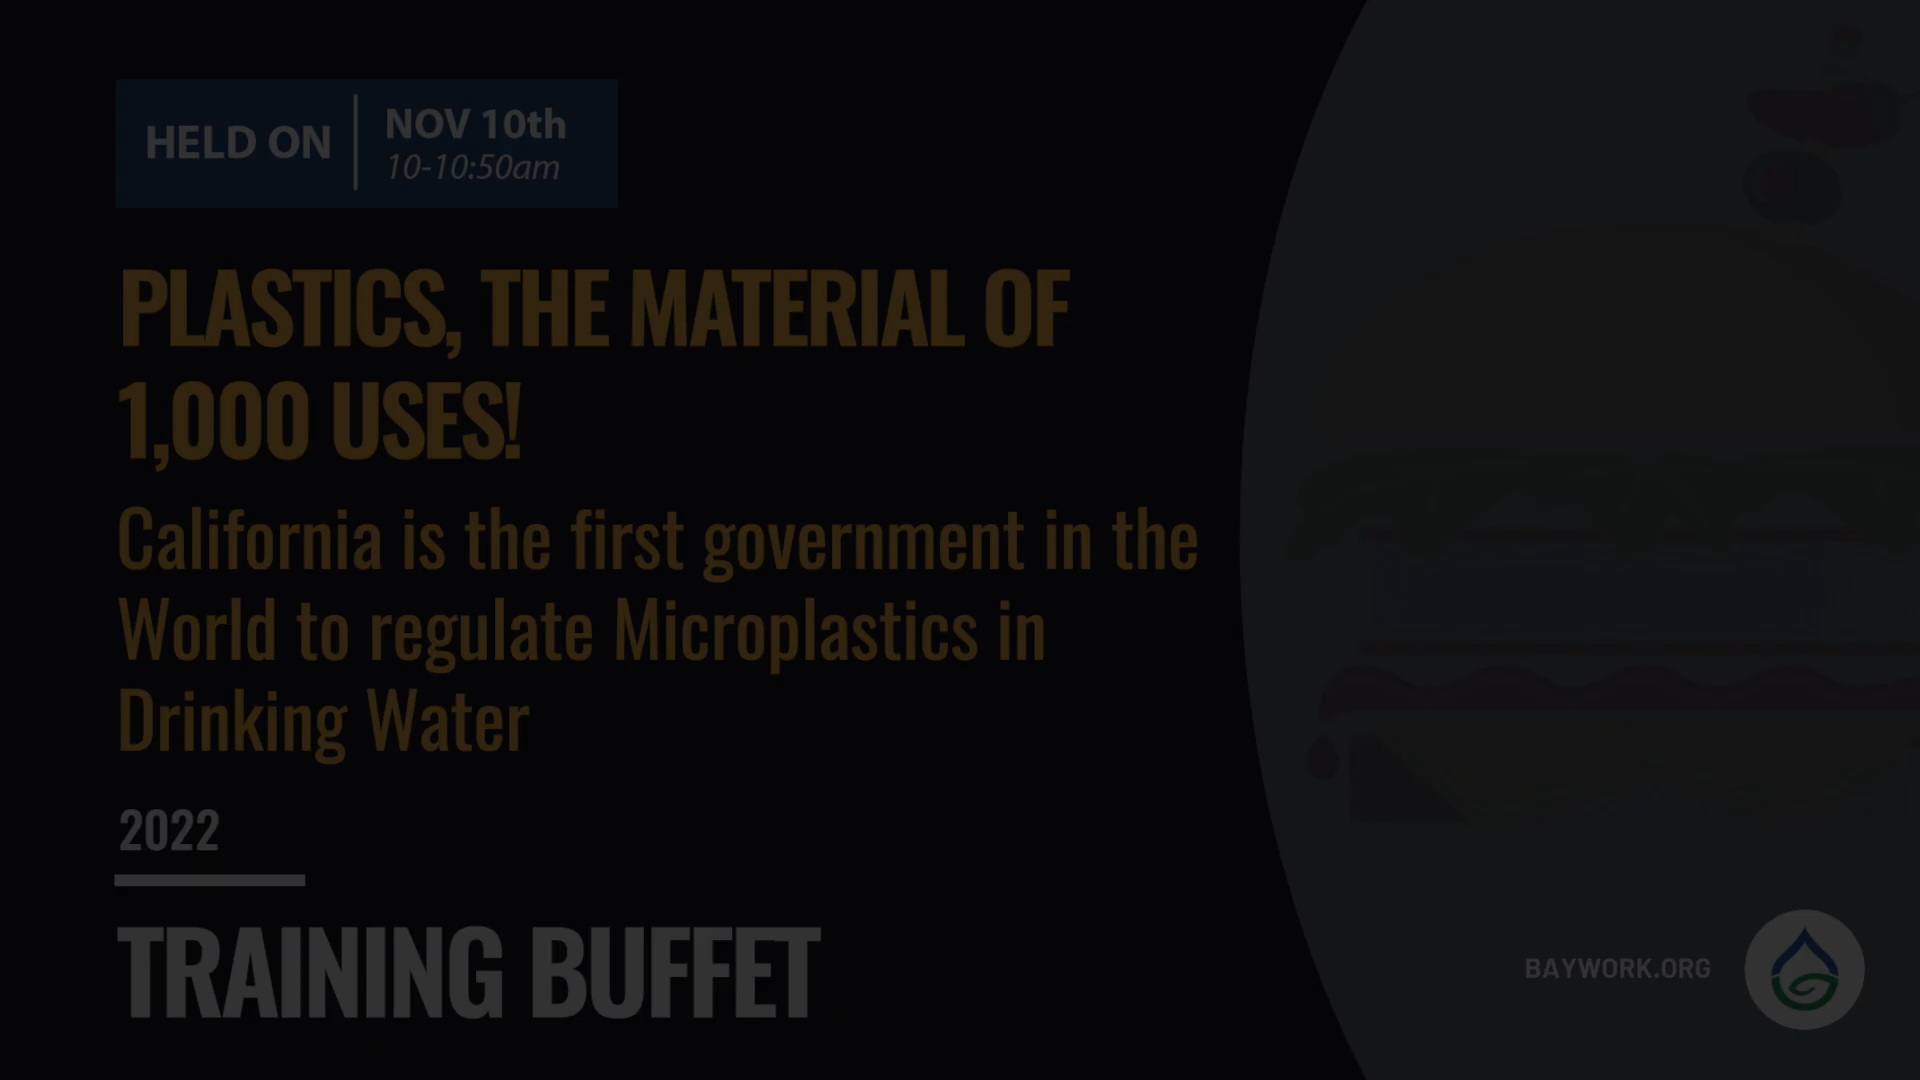 HELD ON
NOV 10th
10-10:50am
PLASTICS, THE MATERIAL OF
1,000 USES!
California is the first government in the
World to regulate Microplastics in
Drinking Water
2022
TRAINING BUFFET
BAYWORK.ORG